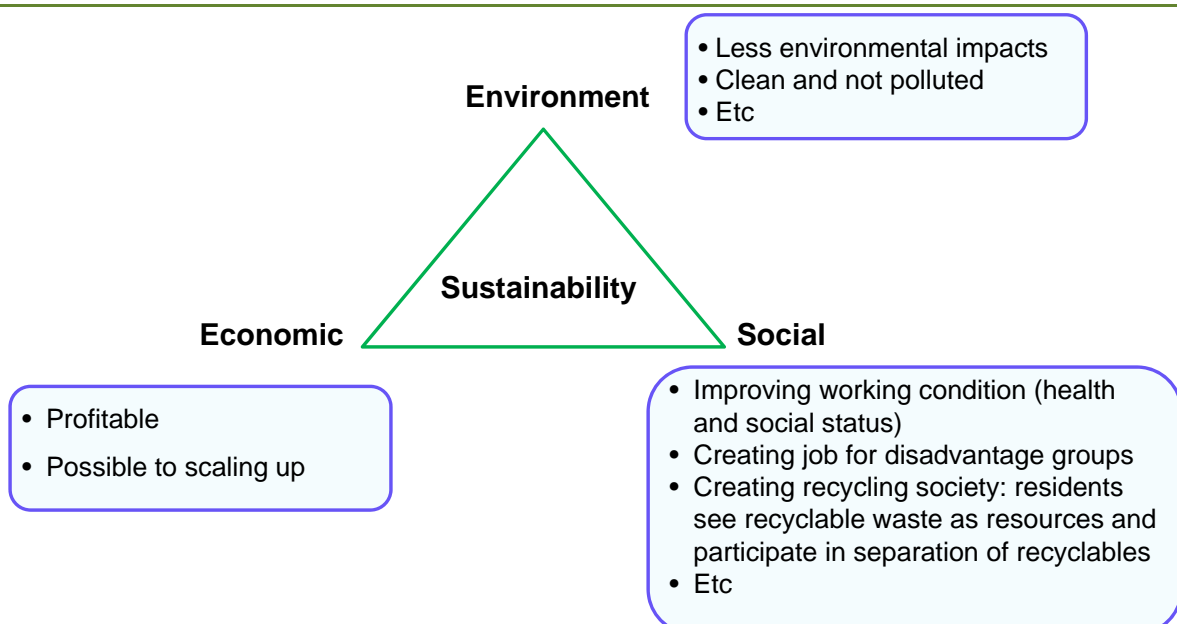 • Less environmental impacts
• Clean and not polluted
• Etc
Environment
Sustainability
Economic
Social
• Profitable
• Possible to scaling up
• Improving working condition (health
and social status)
• Creating job for disadvantage groups
• Creating recycling society: residents
see recyclable waste as resources and
participate in separation of recyclables
• Etc